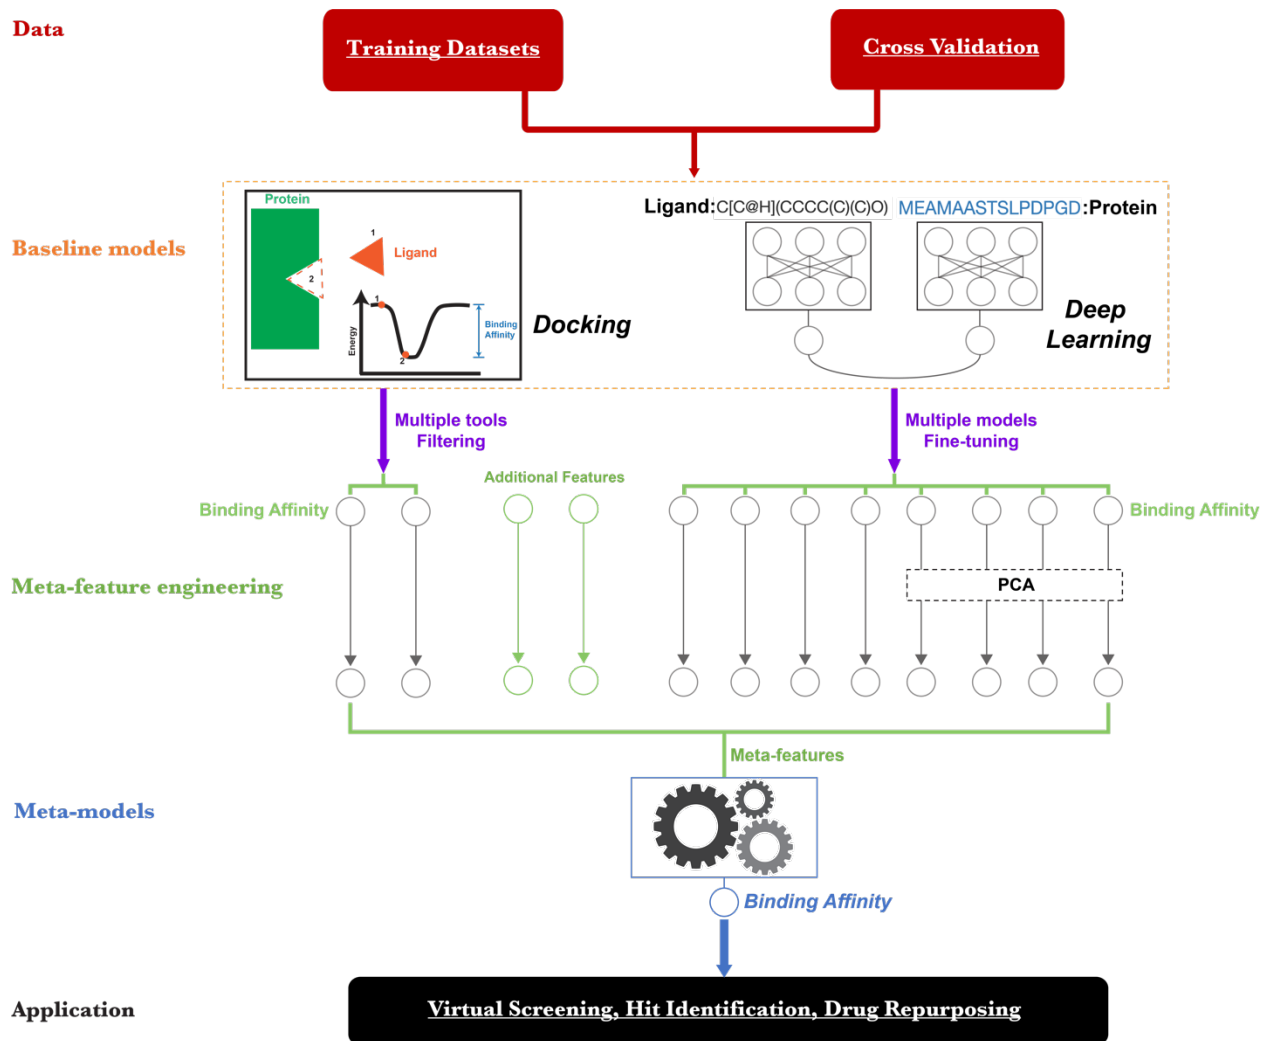 Data
Training Datasets
Cross Validation
Baseline models
Protein
1
Ligand
2
Energy
1
2
Binding
Affinity
Docking
Ligand:C[C@H](CCCC(C)(C)O) MEAMAASTSLPDPGD:Protein
Deep
Learning
Multiple tools
Filtering
Multiple models
Fine-tuning
Additional Features
Binding Affinity
Binding Affinity
Meta-feature engineering
PCA
Meta-features
Meta-models
Binding Affinity
Application
Virtual Screening, Hit Identification, Drug Repurposing